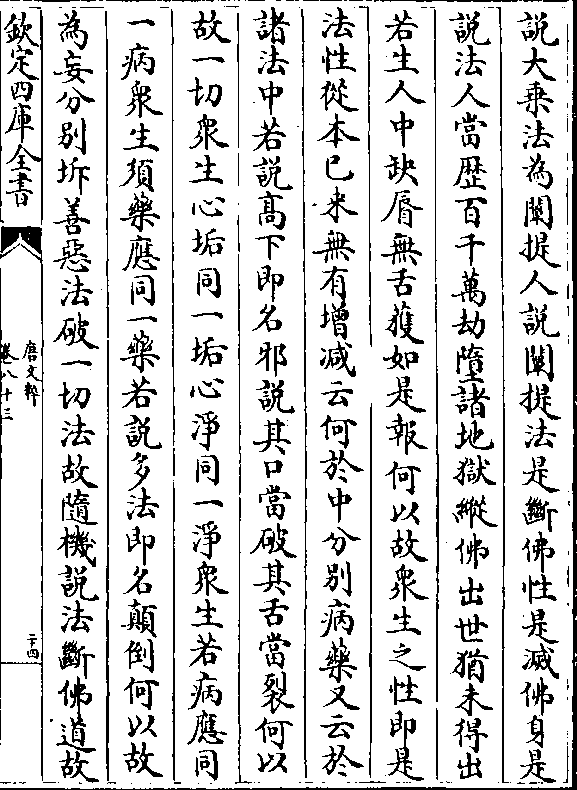 說大乘法為闡提人說闡提法是斷佛性是滅佛身是
說法人當歴百千萬劫墮諸地獄縱佛出世猶未得出
若生人中缺脣無舌獲如是報何以故衆生之性即是
法性從本已来無有增減云何於中分别病藥又云於
諸法中若說髙下即名邪說其口當破其舌當裂何以
故一切衆生心垢同一垢心淨同一淨衆生若病應同
一病衆生須藥應同一藥若說多法即名顛倒何以故
為妄分别坼善惡法破一切法故隨機說法斷佛道故
欽定四庫全書
唐文粹
卷八十三
二十四